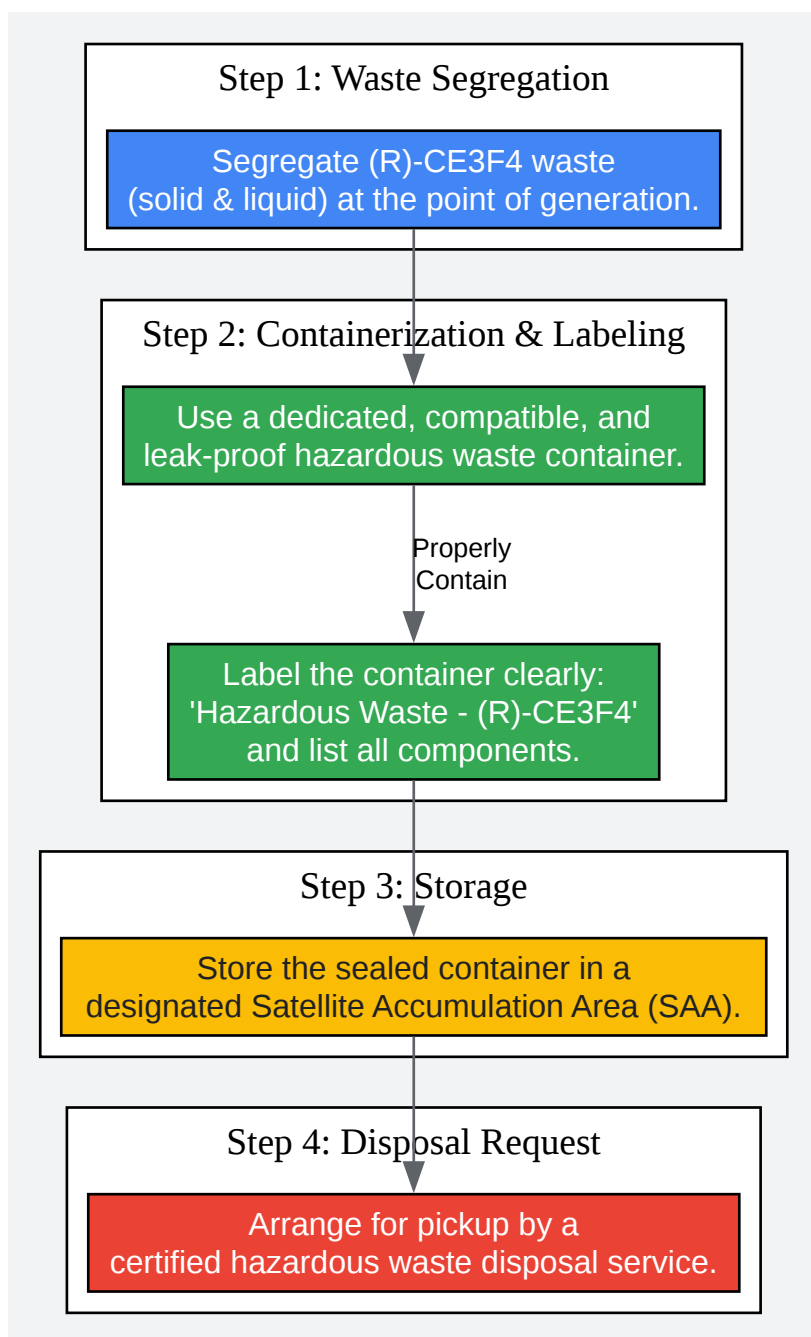 Step 1: Waste Segregation
Segregate (R)-CE3F4 waste
(solid & liquid) at the point of generation.
Step 2: Containerization & Labeling
Use a dedicated, compatible, and
leak-proof hazardous waste container.
Properly
Contain
Label the container clearly:
'Hazardous Waste - (R)-CE3F4'
and list all components.
Step 3: Storage
Store the sealed container in a
designated Satellite Accumulation Area (SAA).
Step 4: Disposal Request
Arrange for pickup by a
certified hazardous waste disposal service.